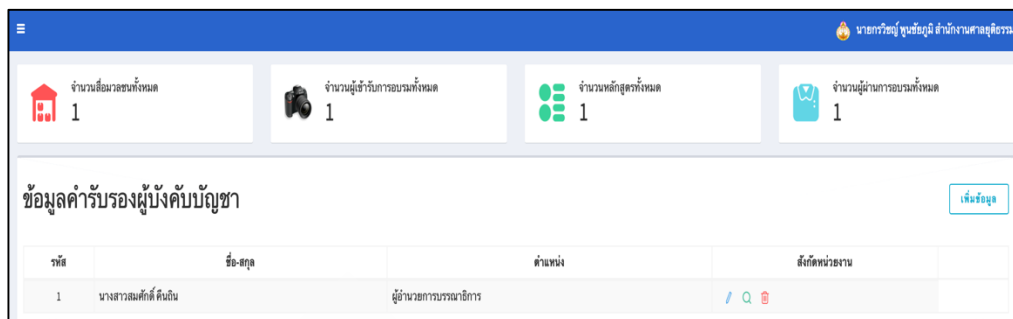 นายกรวิชญ์ พูนชัยภูมิ สำนักงานศาลยุติธรรม
จำนวนสื่อมวลชนทั้งหมด
1
จำนวนผู้เข้ารับการอบรมทั้งหมด
1
จำนวนหลักสูตรทั้งหมด
1
จำนวนผู้ผ่านการอบรมทั้งหมด
1
ข้อมูลคำรับรองผู้บังคับบัญชา
เพิ่มข้อมูล
รหัส ชื่อ-สกุล ตำแหน่ง สังกัดหน่วยงาน
1 นางสาวสมศักดิ์ คืนถิน ผู้อำนวยการบรรณาธิการ